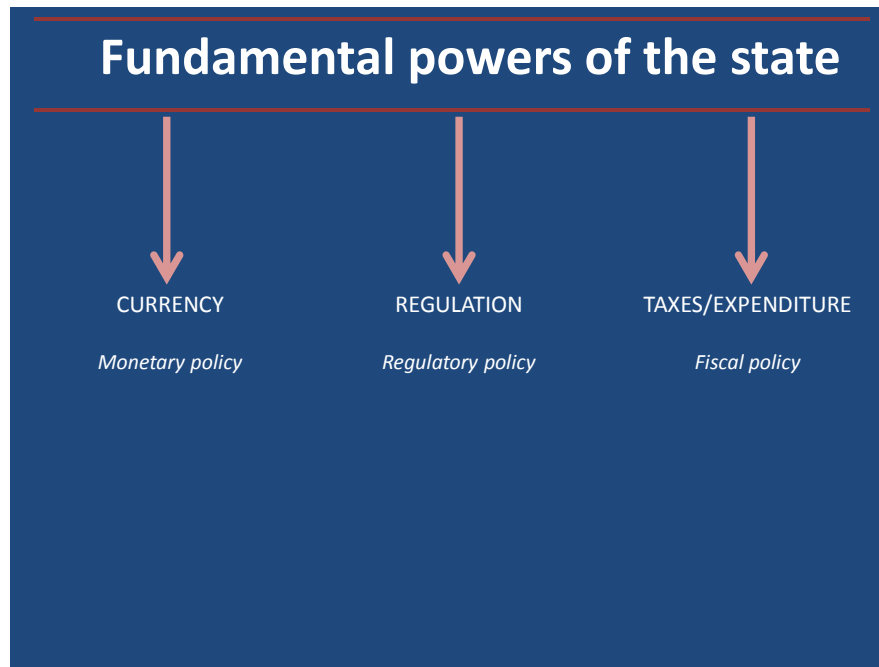 Fundamental powers of the state
CURRENCY
REGULATION
TAXES/EXPENDITURE
Monetary policy
Regulatory policy
Fiscal policy